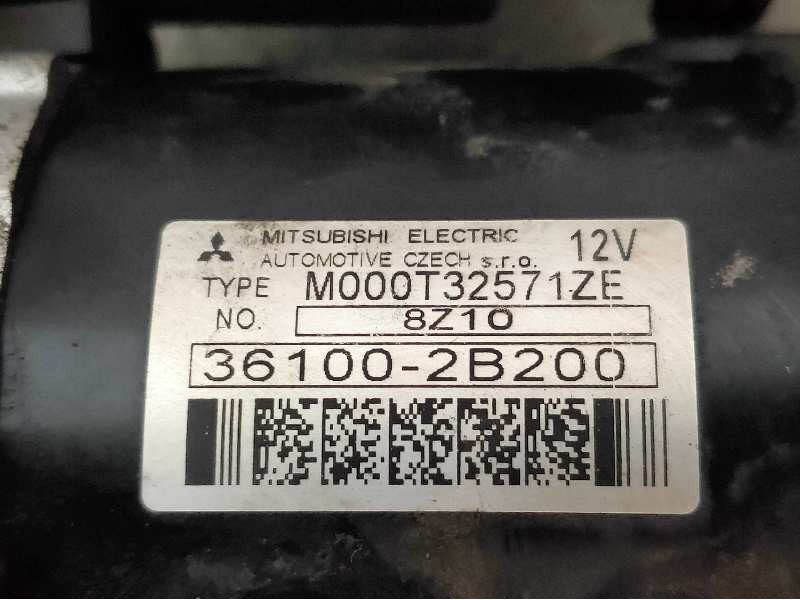 MITSUBISHI ELECTRIC
AUTOMOTIVE CZECH s.r.o. 12V
TYPE M000T32571ZE
NO. 8Z10
36100-2B200